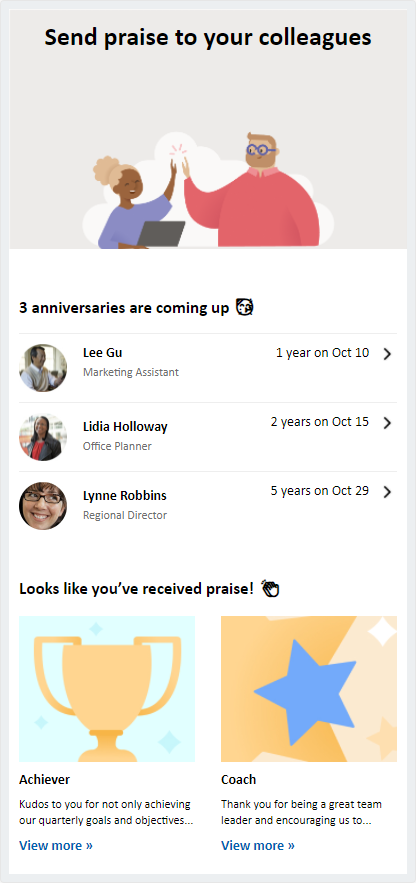 Send praise to your colleagues
3 anniversaries are coming up
Lee Gu
1 year on Oct 10
Marketing Assistant
Lidia Holloway
2 years on Oct 15
Office Planner
Lynne Robbins
5 years on Oct 29
Regional Director
Looks like you’ve received praise!
Achiever
Kudos to you for not only achieving
our quarterly goals and objectives...
View more »
Coach
Thank you for being a great team
leader and encouraging us to...
View more »